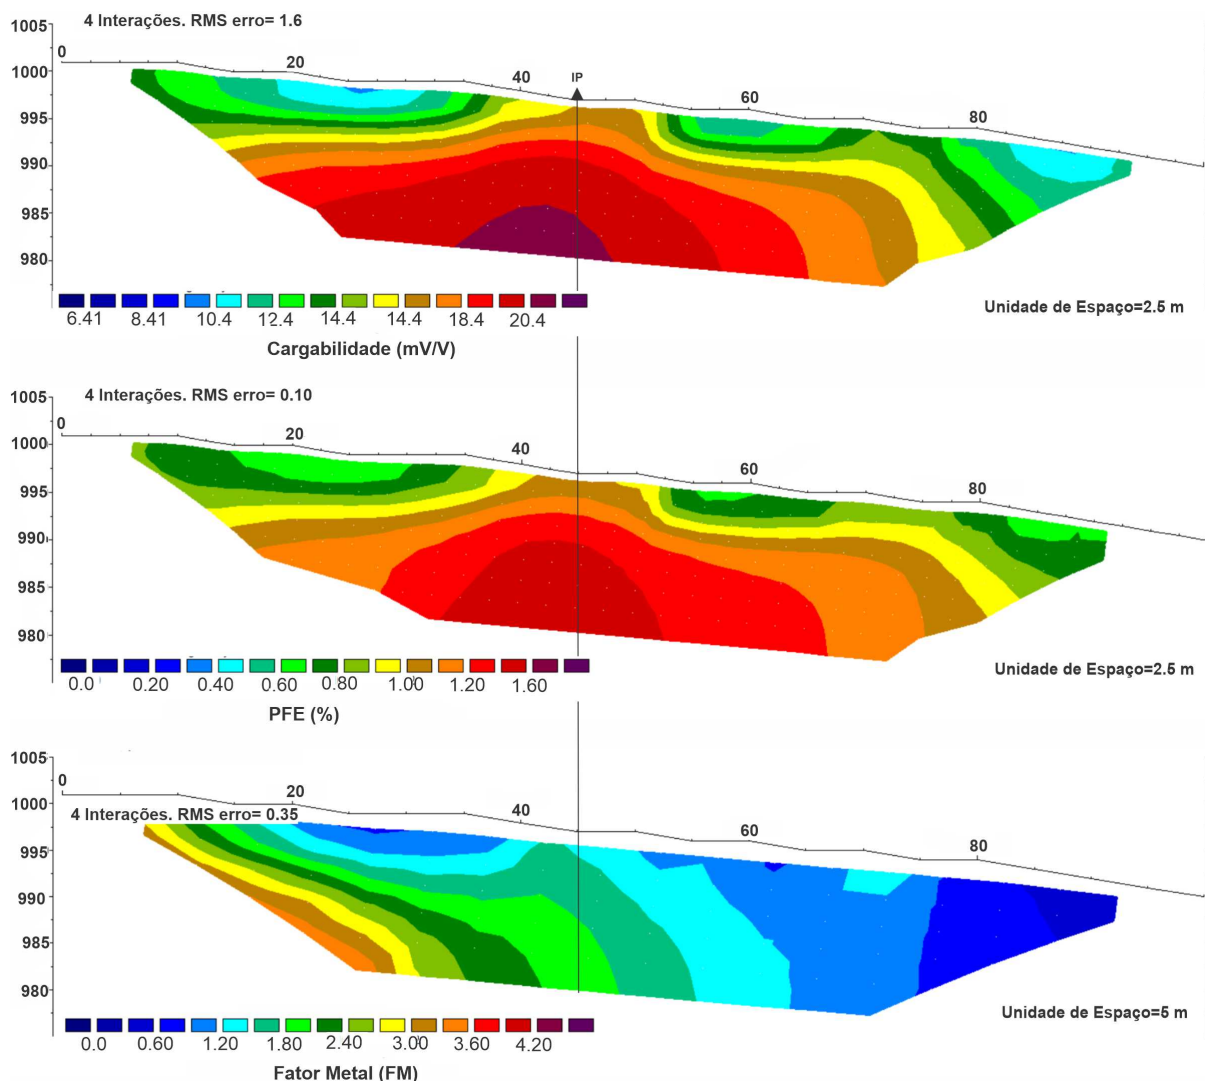 4 Interações. RMS erro= 1.6
1005
0
1000
20
40
IP
995
60
80
990
985
980
6.41 8.41 10.4 12.4 14.4 14.4 18.4 20.4
Unidade de Espaço=2.5 m
Cargabilidade (mV/V)
4 Interações. RMS erro= 0.10
1005
0
1000
20
40
995
60
80
990
985
980
0.0 0.20 0.40 0.60 0.80 1.00 1.20 1.60
Unidade de Espaço=2.5 m
PFE (%)
1005
0
1000
20
4 Interações. RMS erro= 0.35
40
995
60
80
990
985
980
0.0 0.60 1.20 1.80 2.40 3.00 3.60 4.20
Unidade de Espaço=5 m
Fator Metal (FM)